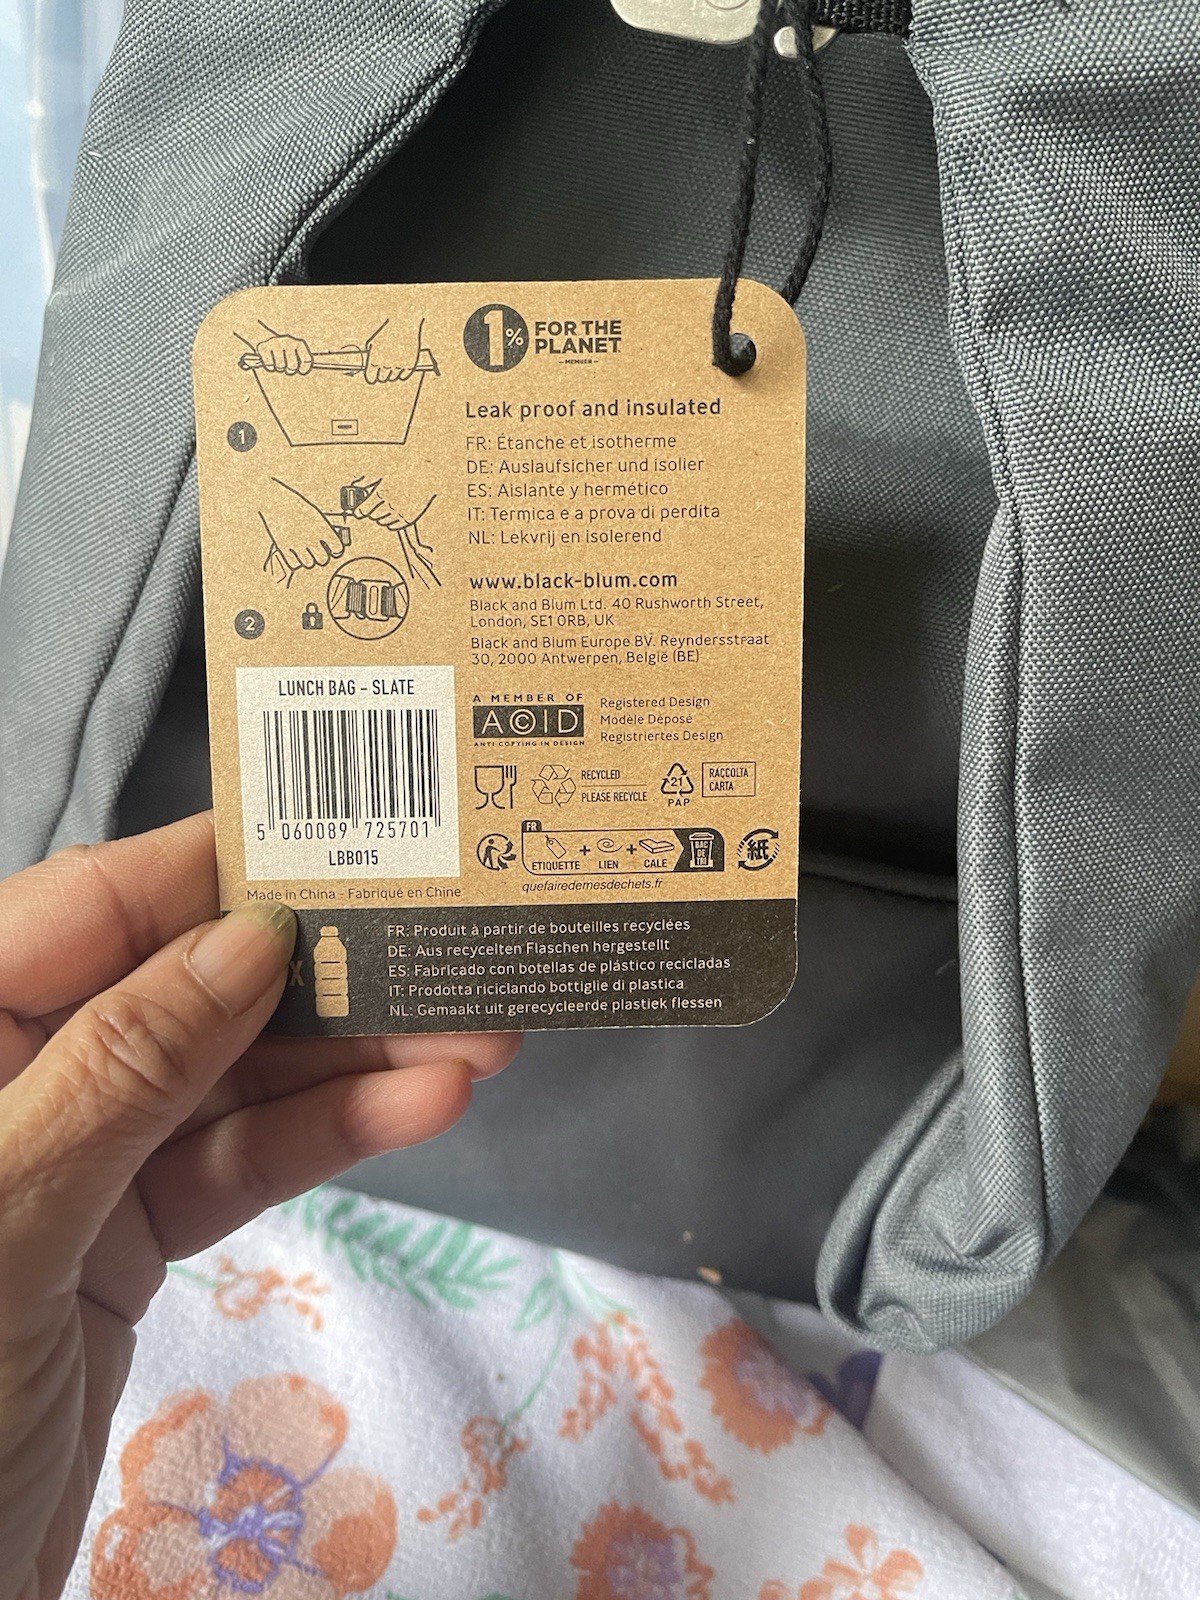 1% FOR THE
PLANET
MEMBER
Leak proof and insulated
FR: Étanche et isotherme
DE: Auslaufsicher und isolier
ES: Aislante y hermético
IT: Termica e a prova di perdita
NL: Lekvrij en isolerend
1
2
www.black-blum.com
Black and Blum Ltd. 40 Rushworth Street,
London, SE1 0RB, UK
Black and Blum Europe BV. Reyndersstraat
30, 2000 Antwerpen, België (BE)
LUNCH BAG - SLATE
5 060089 725701
LBB015
Made in China - Fabriqué en Chine
A MEMBER OF
A©ID
ANTI COPYING IN DESIGN
Registered Design
Modèle Déposé
Registriertes Design
RECYCLED
PLEASE RECYCLE
21
PAP
RACCOLTA
CARTA
FR
ETIQUETTE + LIEN + CALE
BAC
DE
TRI
紙
quefairedemesdechets.fr
X
FR: Produit à partir de bouteilles recyclées
DE: Aus recycelten Flaschen hergestellt
ES: Fabricado con botellas de plástico recicladas
IT: Prodotta riciclando bottiglie di plastica
NL: Gemaakt uit gerecycleerde plastiek flessen